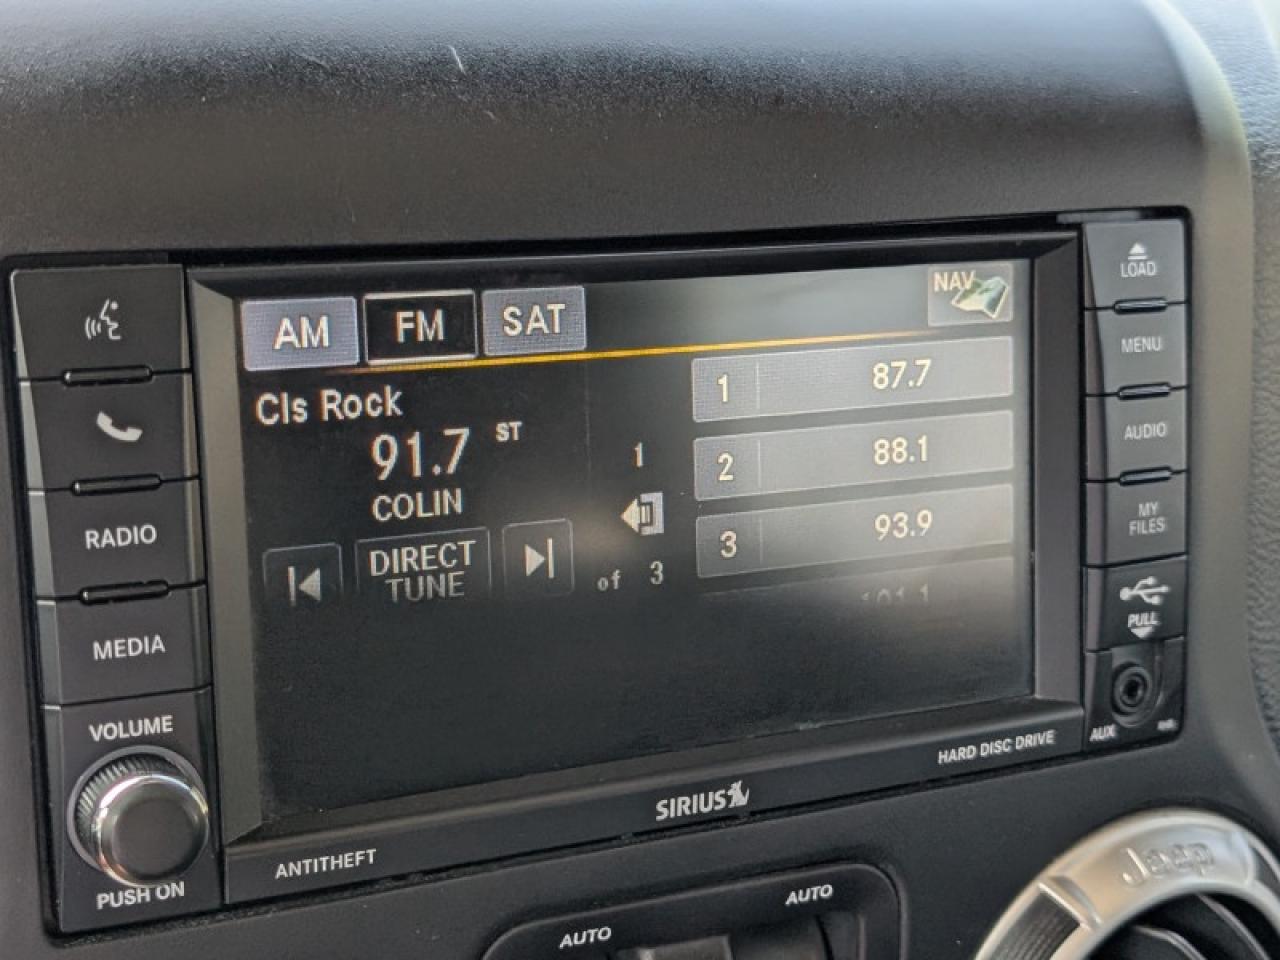 AM FM SAT NAV
Cls Rock
91.7 ST
COLIN
DIRECT
TUNE
1
of 3
1 87.7
2 88.1
3 93.9
101.1
RADIO
MEDIA
VOLUME
PUSH ON
LOAD
MENU
AUDIO
MY
FILES
PULL
AUX
SIRIUS
HARD DISC DRIVE
ANTITHEFT
AUTO
AUTO
Jeep